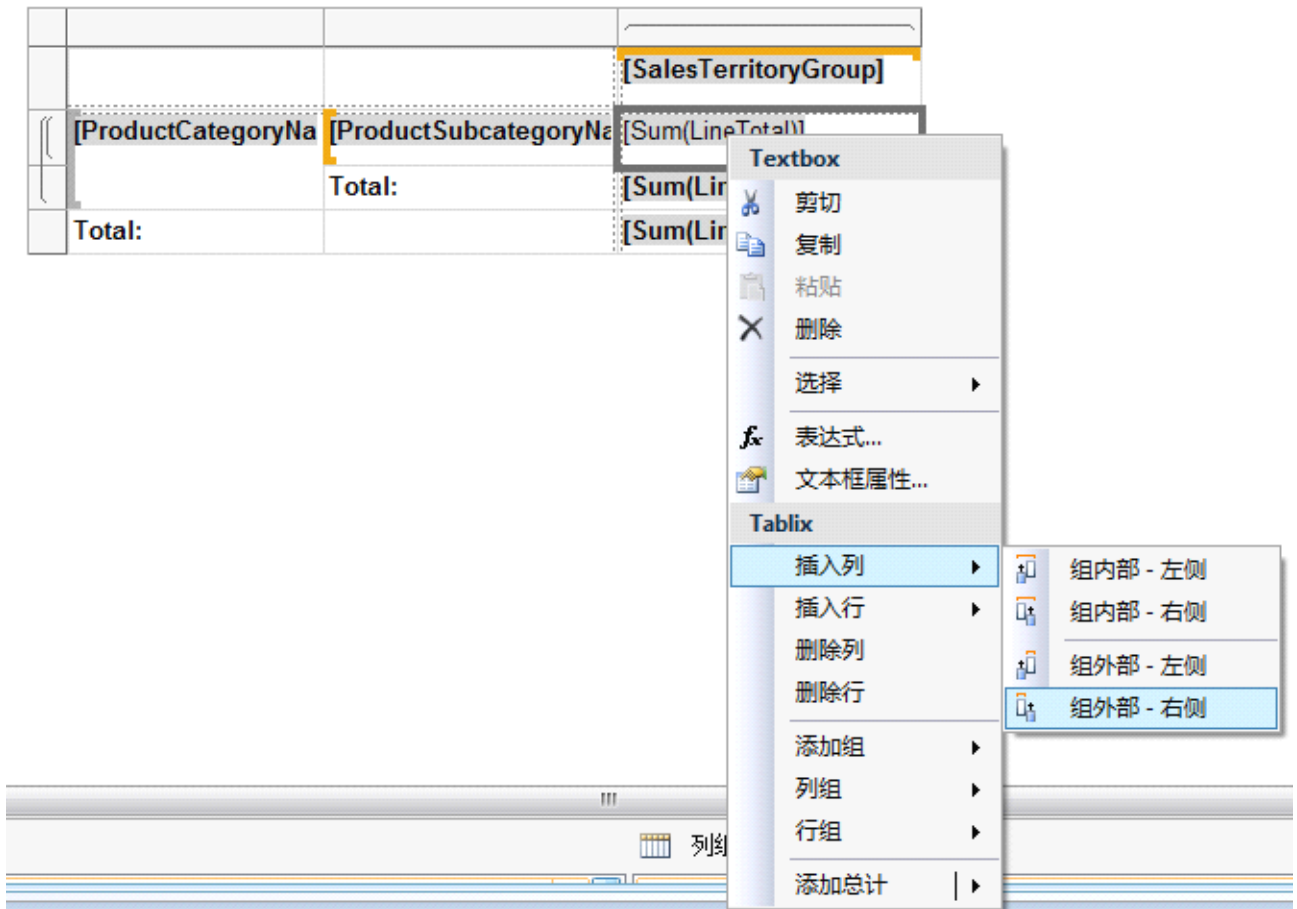 [SalesTerritoryGroup]
[ProductCategoryNa [ProductSubcategoryNa [Sum(LineTotal)]
Total: [Sum(Lin
Total: [Sum(Lin
Textbox
剪切
复制
粘贴
删除
选择
表达式...
文本框属性...
Tablix
插入列
插入行
删除列
删除行
添加组
列组
行组
添加总计
组内部 - 左侧
组内部 - 右侧
组外部 - 左侧
组外部 - 右侧
列组